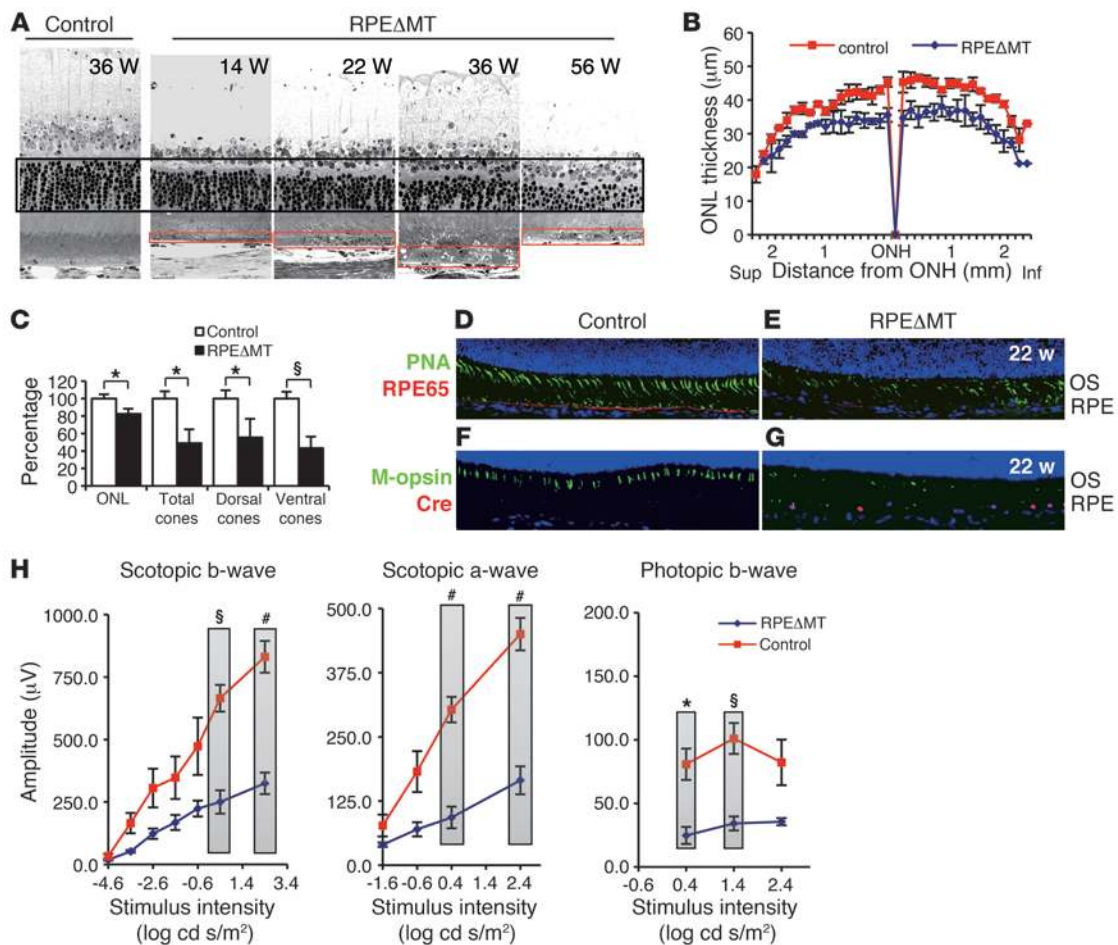 A
Control
RPEΔMT
36 W
14 W
22 W
36 W
56 W
B
control
RPEΔMT
ONL thickness (μm)
60
50
40
30
20
10
0
2
1
ONH
1
2
Sup
Distance from ONH (mm)
Inf
C
Control
RPEΔMT
Percentage
120
100
80
60
40
20
0
*
*
*
§
ONL
Total cones
Dorsal cones
Ventral cones
D
Control
E
RPEΔMT
PNA
RPE65
22 w
OS
RPE
F
G
M-opsin
Cre
22 w
OS
RPE
H
Scotopic b-wave
Scotopic a-wave
Photopic b-wave
Amplitude (μV)
1000.0
750.0
500.0
250.0
0.0
§
#
-4.6
-2.6
-0.6
1.4
3.4
Stimulus intensity
(log cd s/m²)
500.0
375.0
250.0
125.0
0.0
#
#
-1.6
-0.6
0.4
1.4
2.4
Stimulus intensity
(log cd s/m²)
200.0
150.0
100.0
50.0
0.0
RPEΔMT
Control
*
§
-0.6
0.4
1.4
2.4
Stimulus intensity
(log cd s/m²)